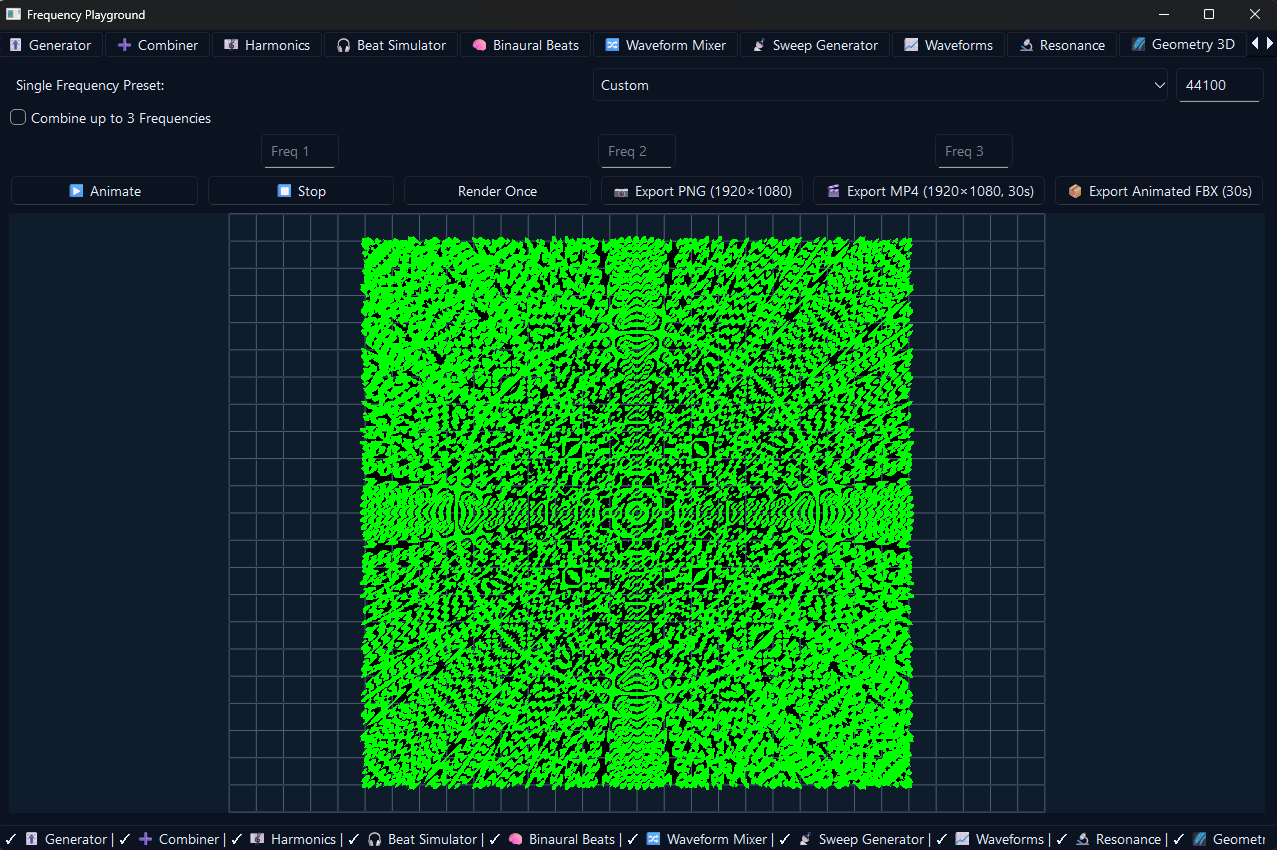 Frequency Playground
Generator Combiner Harmonics Beat Simulator Binaural Beats Waveform Mixer Sweep Generator Waveforms Resonance Geometry 3D
Single Frequency Preset: Custom 44100
Combine up to 3 Frequencies
Freq 1 Freq 2 Freq 3
Animate Stop Render Once Export PNG (1920×1080) Export MP4 (1920×1080, 30s) Export Animated FBX (30s)
✓ Generator | ✓ Combiner | ✓ Harmonics | ✓ Beat Simulator | ✓ Binaural Beats | ✓ Waveform Mixer | ✓ Sweep Generator | ✓ Waveforms | ✓ Resonance | ✓ Geometr